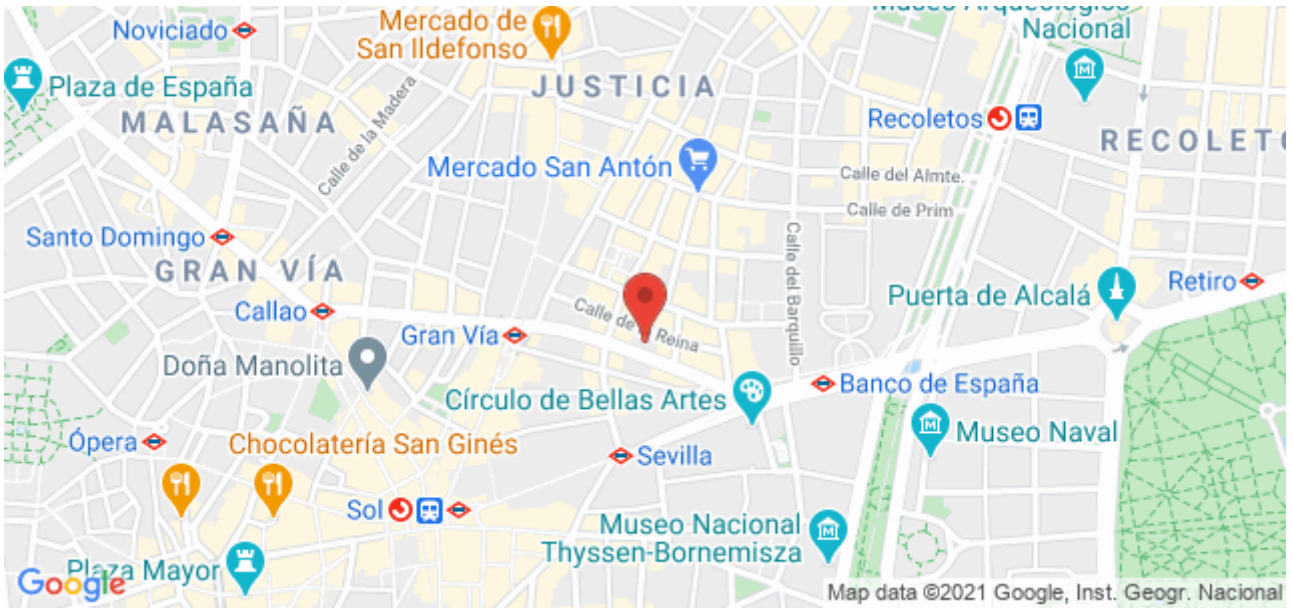 Museo Arqueológico
Nacional
Mercado de
San Ildefonso
Noviciado
Plaza de España
JUSTICIA
MALASAÑA
Calle de la Madera
Recoletos
RECOLETO
Mercado San Antón
Calle del Almte.
Calle de Prim
Santo Domingo
GRAN VÍA
Calle del Barquillo
Callao
Calle de la Reina
Gran Vía
Puerta de Alcalá
Retiro
Doña Manolita
Círculo de Bellas Artes
Banco de España
Ópera
Chocolatería San Ginés
Sevilla
Museo Naval
Sol
Museo Nacional
Thyssen-Bornemisza
Plaza Mayor
Google
Map data ©2021 Google, Inst. Geogr. Nacional